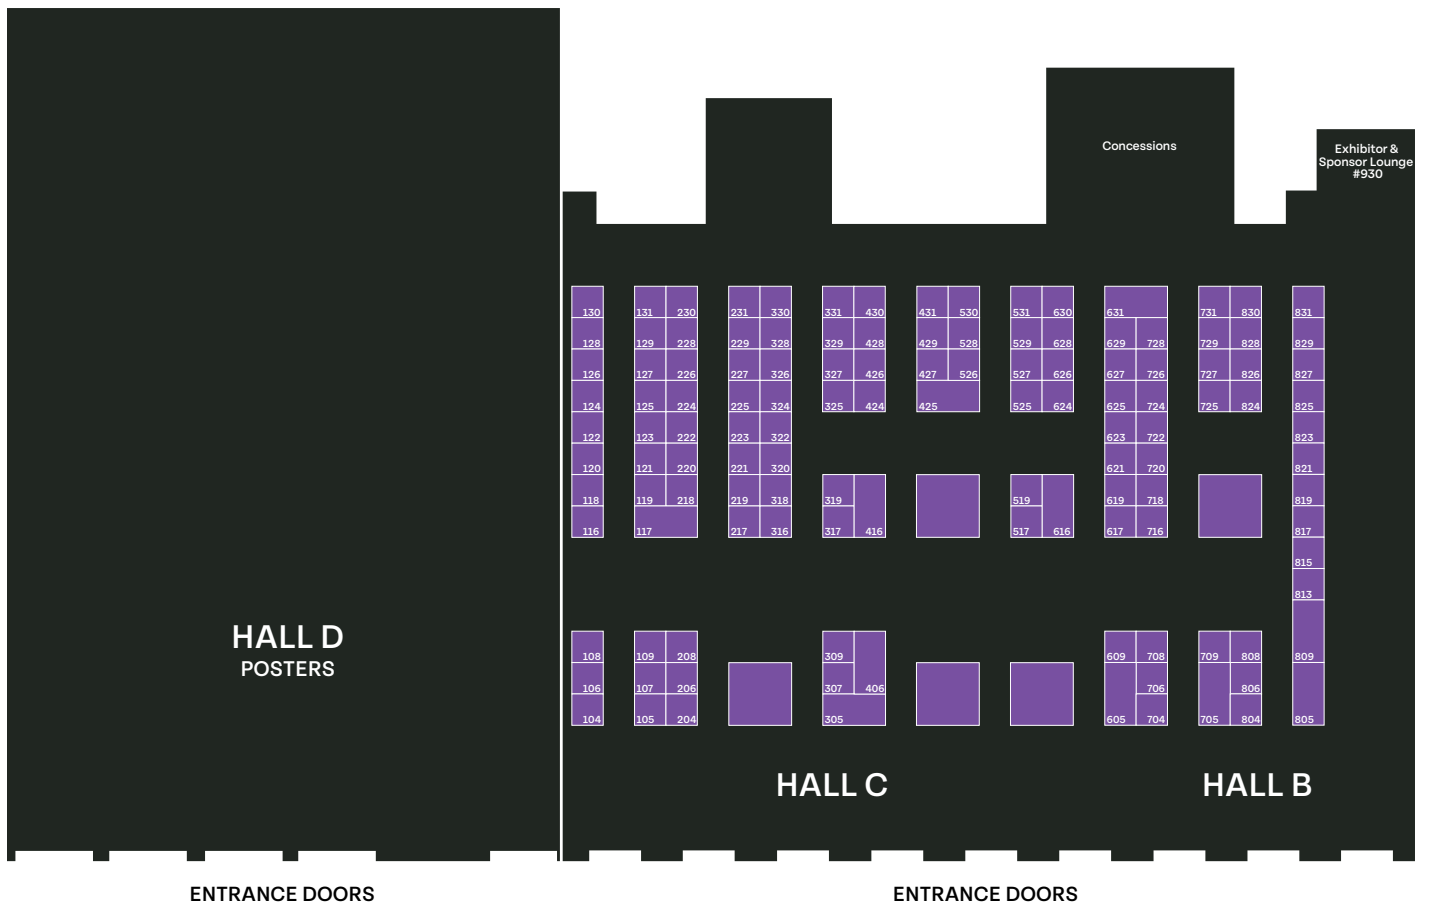 Concessions
Exhibitor &
Sponsor Lounge
#930
130 131 230 231 330 331 430 431 530 531 630 631 731 830 831
128 129 228 229 328 329 428 429 528 529 628 629 728 729 828 829
126 127 226 227 326 327 426 427 526 527 626 627 726 727 826 827
124 125 224 225 324 325 424 425 525 624 625 724 725 824 825
122 123 222 223 322 623 722 823
120 121 220 221 320 621 720 821
118 119 218 219 318 319 519 619 718 819
116 117 217 316 317 416 517 616 617 716 817
815
813
108 109 208 309 609 708 709 808 809
106 107 206 307 406 706 806
104 105 204 305 605 704 705 804 805
HALL D
POSTERS
HALL C
HALL B
ENTRANCE DOORS
ENTRANCE DOORS